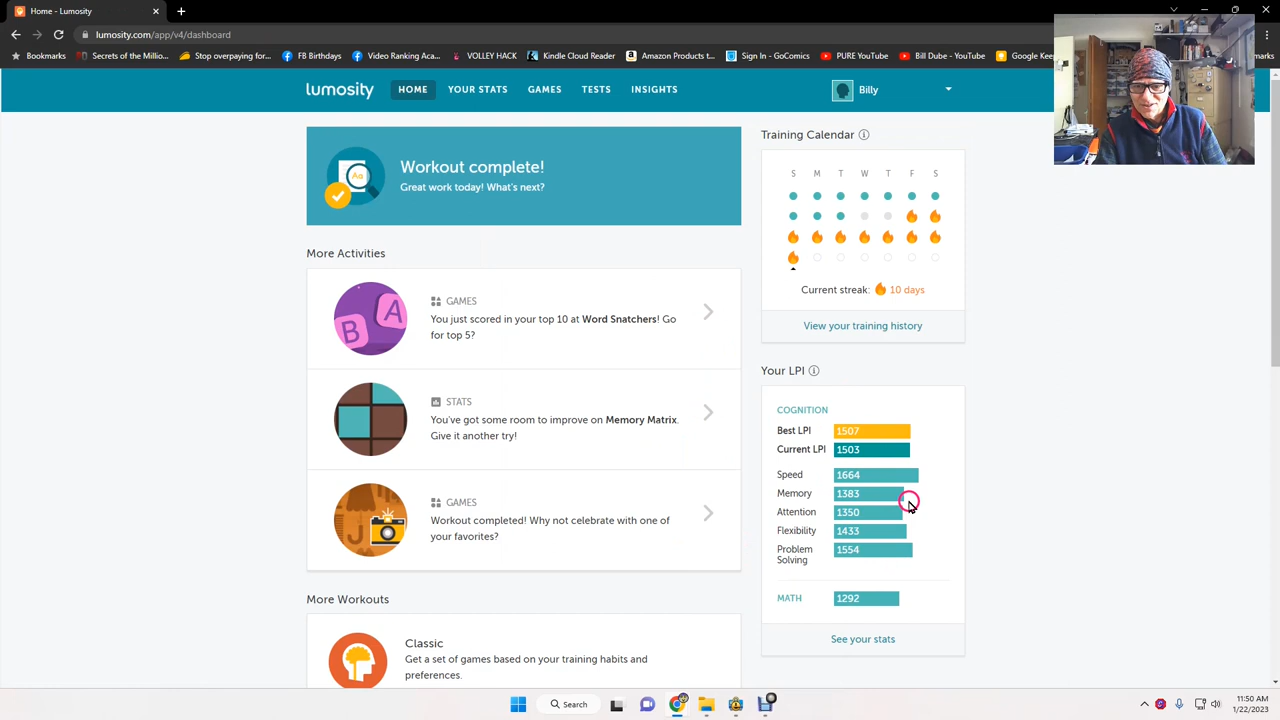 Home - Lumosity
lumosity.com/app/v4/dashboard
Bookmarks
Secrets of the Millio...
Stop overpaying for...
FB Birthdays
Video Ranking Aca...
VOLLEY HAVEN
Kindle Cloud Reader
Amazon Products t...
Sign In - GoComics
PURE YouTube
Bill Dube - YouTube
Google Kee
lumosity
HOME
YOUR STATS
GAMES
TESTS
INSIGHTS
Billy
Aa
Workout complete!
Great work today! What's next?
More Activities
B A
GAMES
You just scored in your top 10 at Word Snatchers! Go
for top 5?
STATS
You've got some room to improve on Memory Matrix.
Give it another try!
J
GAMES
Workout completed! Why not celebrate with one of
your favorites?
More Workouts
Classic
Get a set of games based on your training habits and
preferences.
Training Calendar
S M T W T F S
Current streak: 10 days
View your training history
Your LPI
COGNITION
Best LPI 1507
Current LPI 1503
Speed 1664
Memory 1383
Attention 1350
Flexibility 1433
Problem
Solving 1554
MATH 1292
See your stats
Search
11:50 AM
1/22/2023